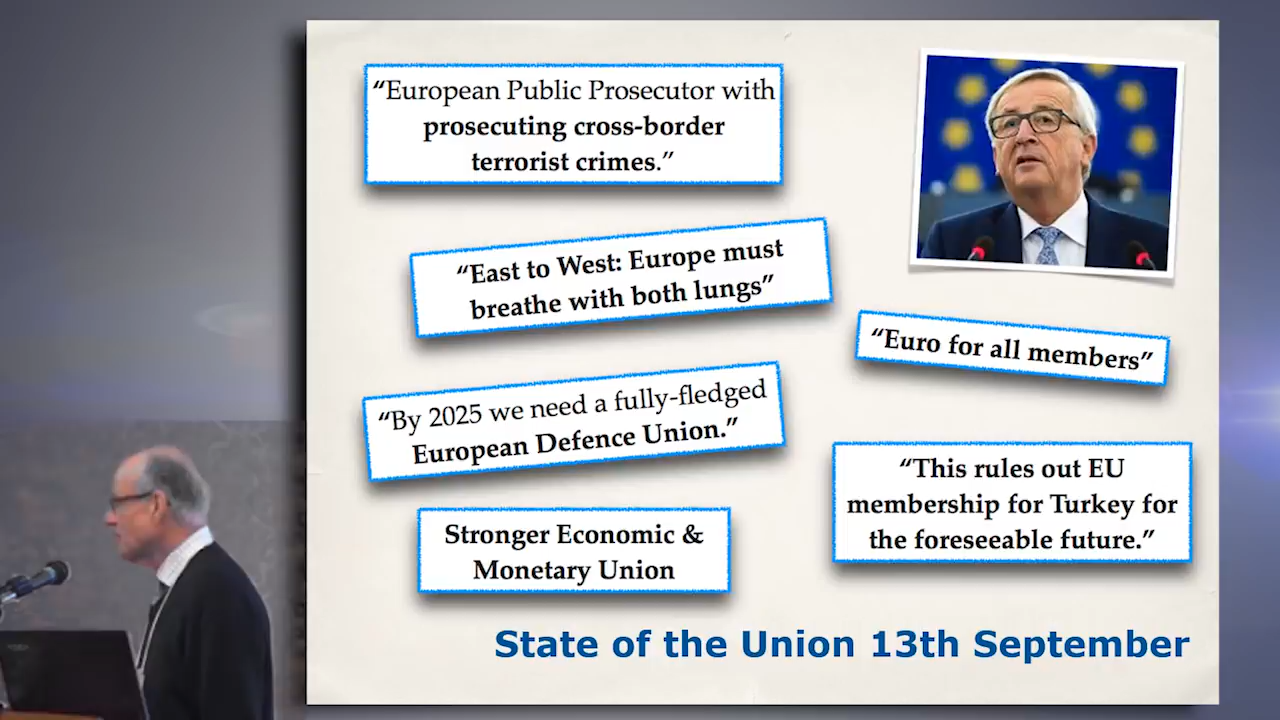 “European Public Prosecutor with
prosecuting cross-border
terrorist crimes.”
“East to West: Europe must
breathe with both lungs”
“Euro for all members”
“By 2025 we need a fully-fledged
European Defence Union.”
“This rules out EU
membership for Turkey for
the foreseeable future.”
Stronger Economic &
Monetary Union
State of the Union 13th September